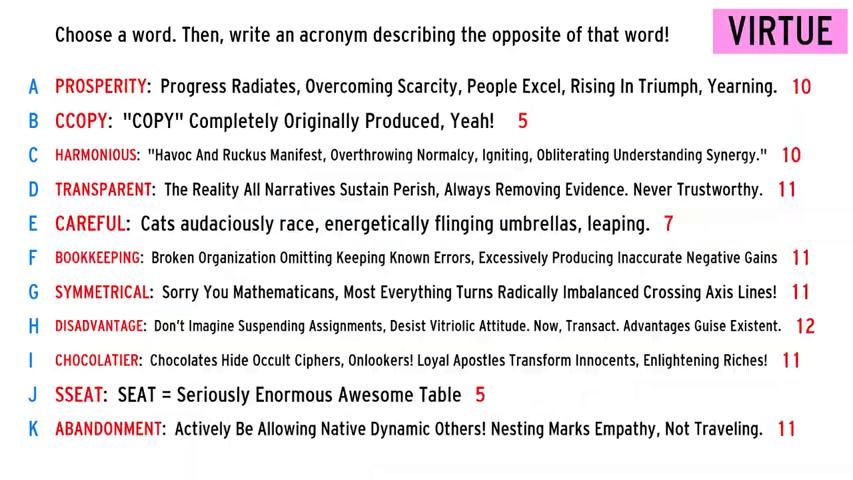 Choose a word. Then, write an acronym describing the opposite of that word!
VIRTUE
A PROSPERITY: Progress Radiates, Overcoming Scarcity, People Excel, Rising In Triumph, Yearning. 10
B CCOPY: "COPY" Completely Originally Produced, Yeah! 5
C HARMONIOUS: "Havoc And Ruckus Manifest, Overthrowing Normalcy, Igniting, Obliterating Understanding Synergy." 10
D TRANSPARENT: The Reality All Narratives Sustain Perish, Always Removing Evidence. Never Trustworthy. 11
E CAREFUL: Cats audaciously race, energetically flinging umbrellas, leaping. 7
F BOOKKEEPING: Broken Organization Omitting Keeping Known Errors, Excessively Producing Inaccurate Negative Gains 11
G SYMMETRICAL: Sorry You Mathematicans, Most Everything Turns Radically Imbalanced Crossing Axis Lines! 11
H DISADVANTAGE: Don't Imagine Suspending Assignments, Desist Vitriolic Attitude. Now, Transact. Advantages Guise Existent. 12
I CHOCOLATIER: Chocolates Hide Occult Ciphers, Onlookers! Loyal Apostles Transform Innocents, Enlightening Riches! 11
J SSEAT: SEAT = Seriously Enormous Awesome Table 5
K ABANDONMENT: Actively Be Allowing Native Dynamic Others! Nesting Marks Empathy, Not Traveling. 11